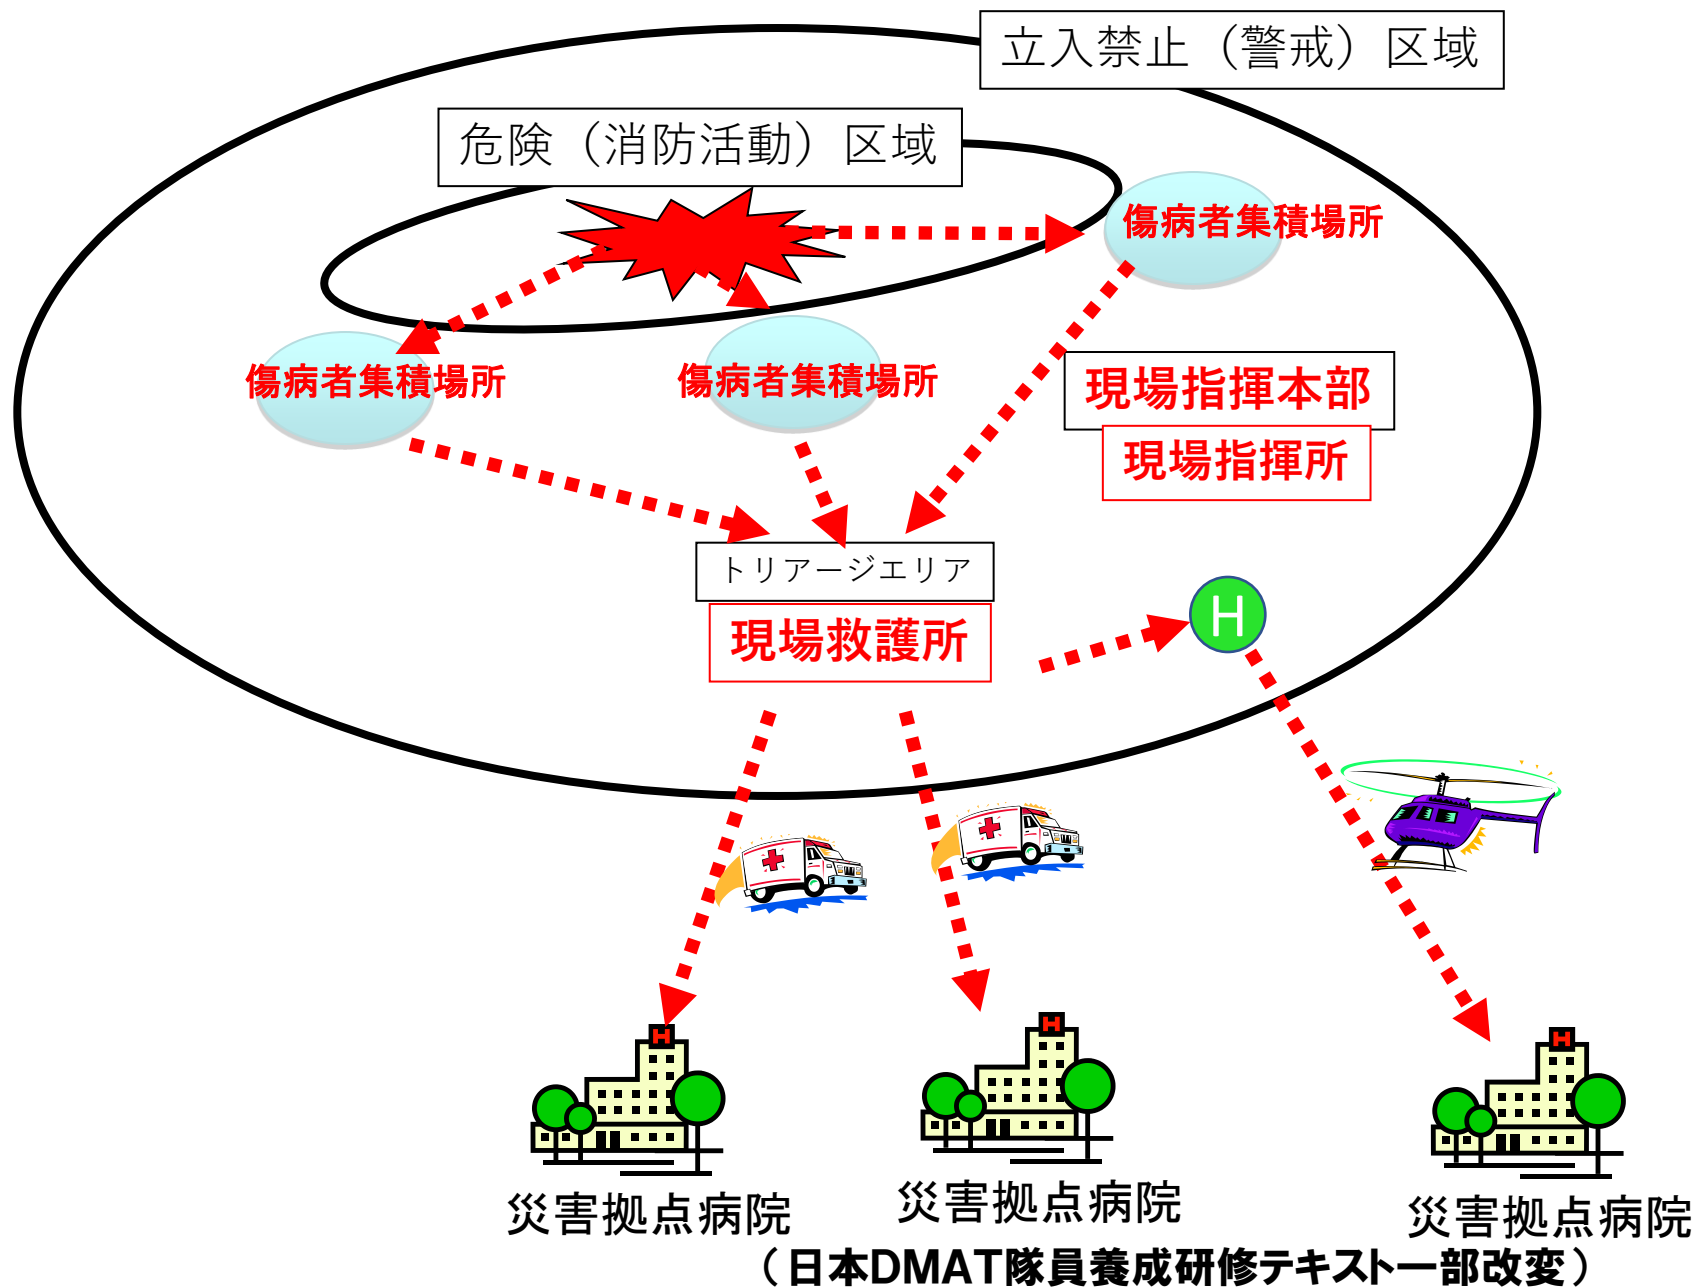 立入禁止（警戒）区域
危険（消防活動）区域
傷病者集積場所
傷病者集積場所
傷病者集積場所
現場指揮本部
現場指揮所
トリアージエリア
現場救護所
H
H
H
H
災害拠点病院
災害拠点病院
災害拠点病院
（日本DMAT隊員養成研修テキスト一部改変）